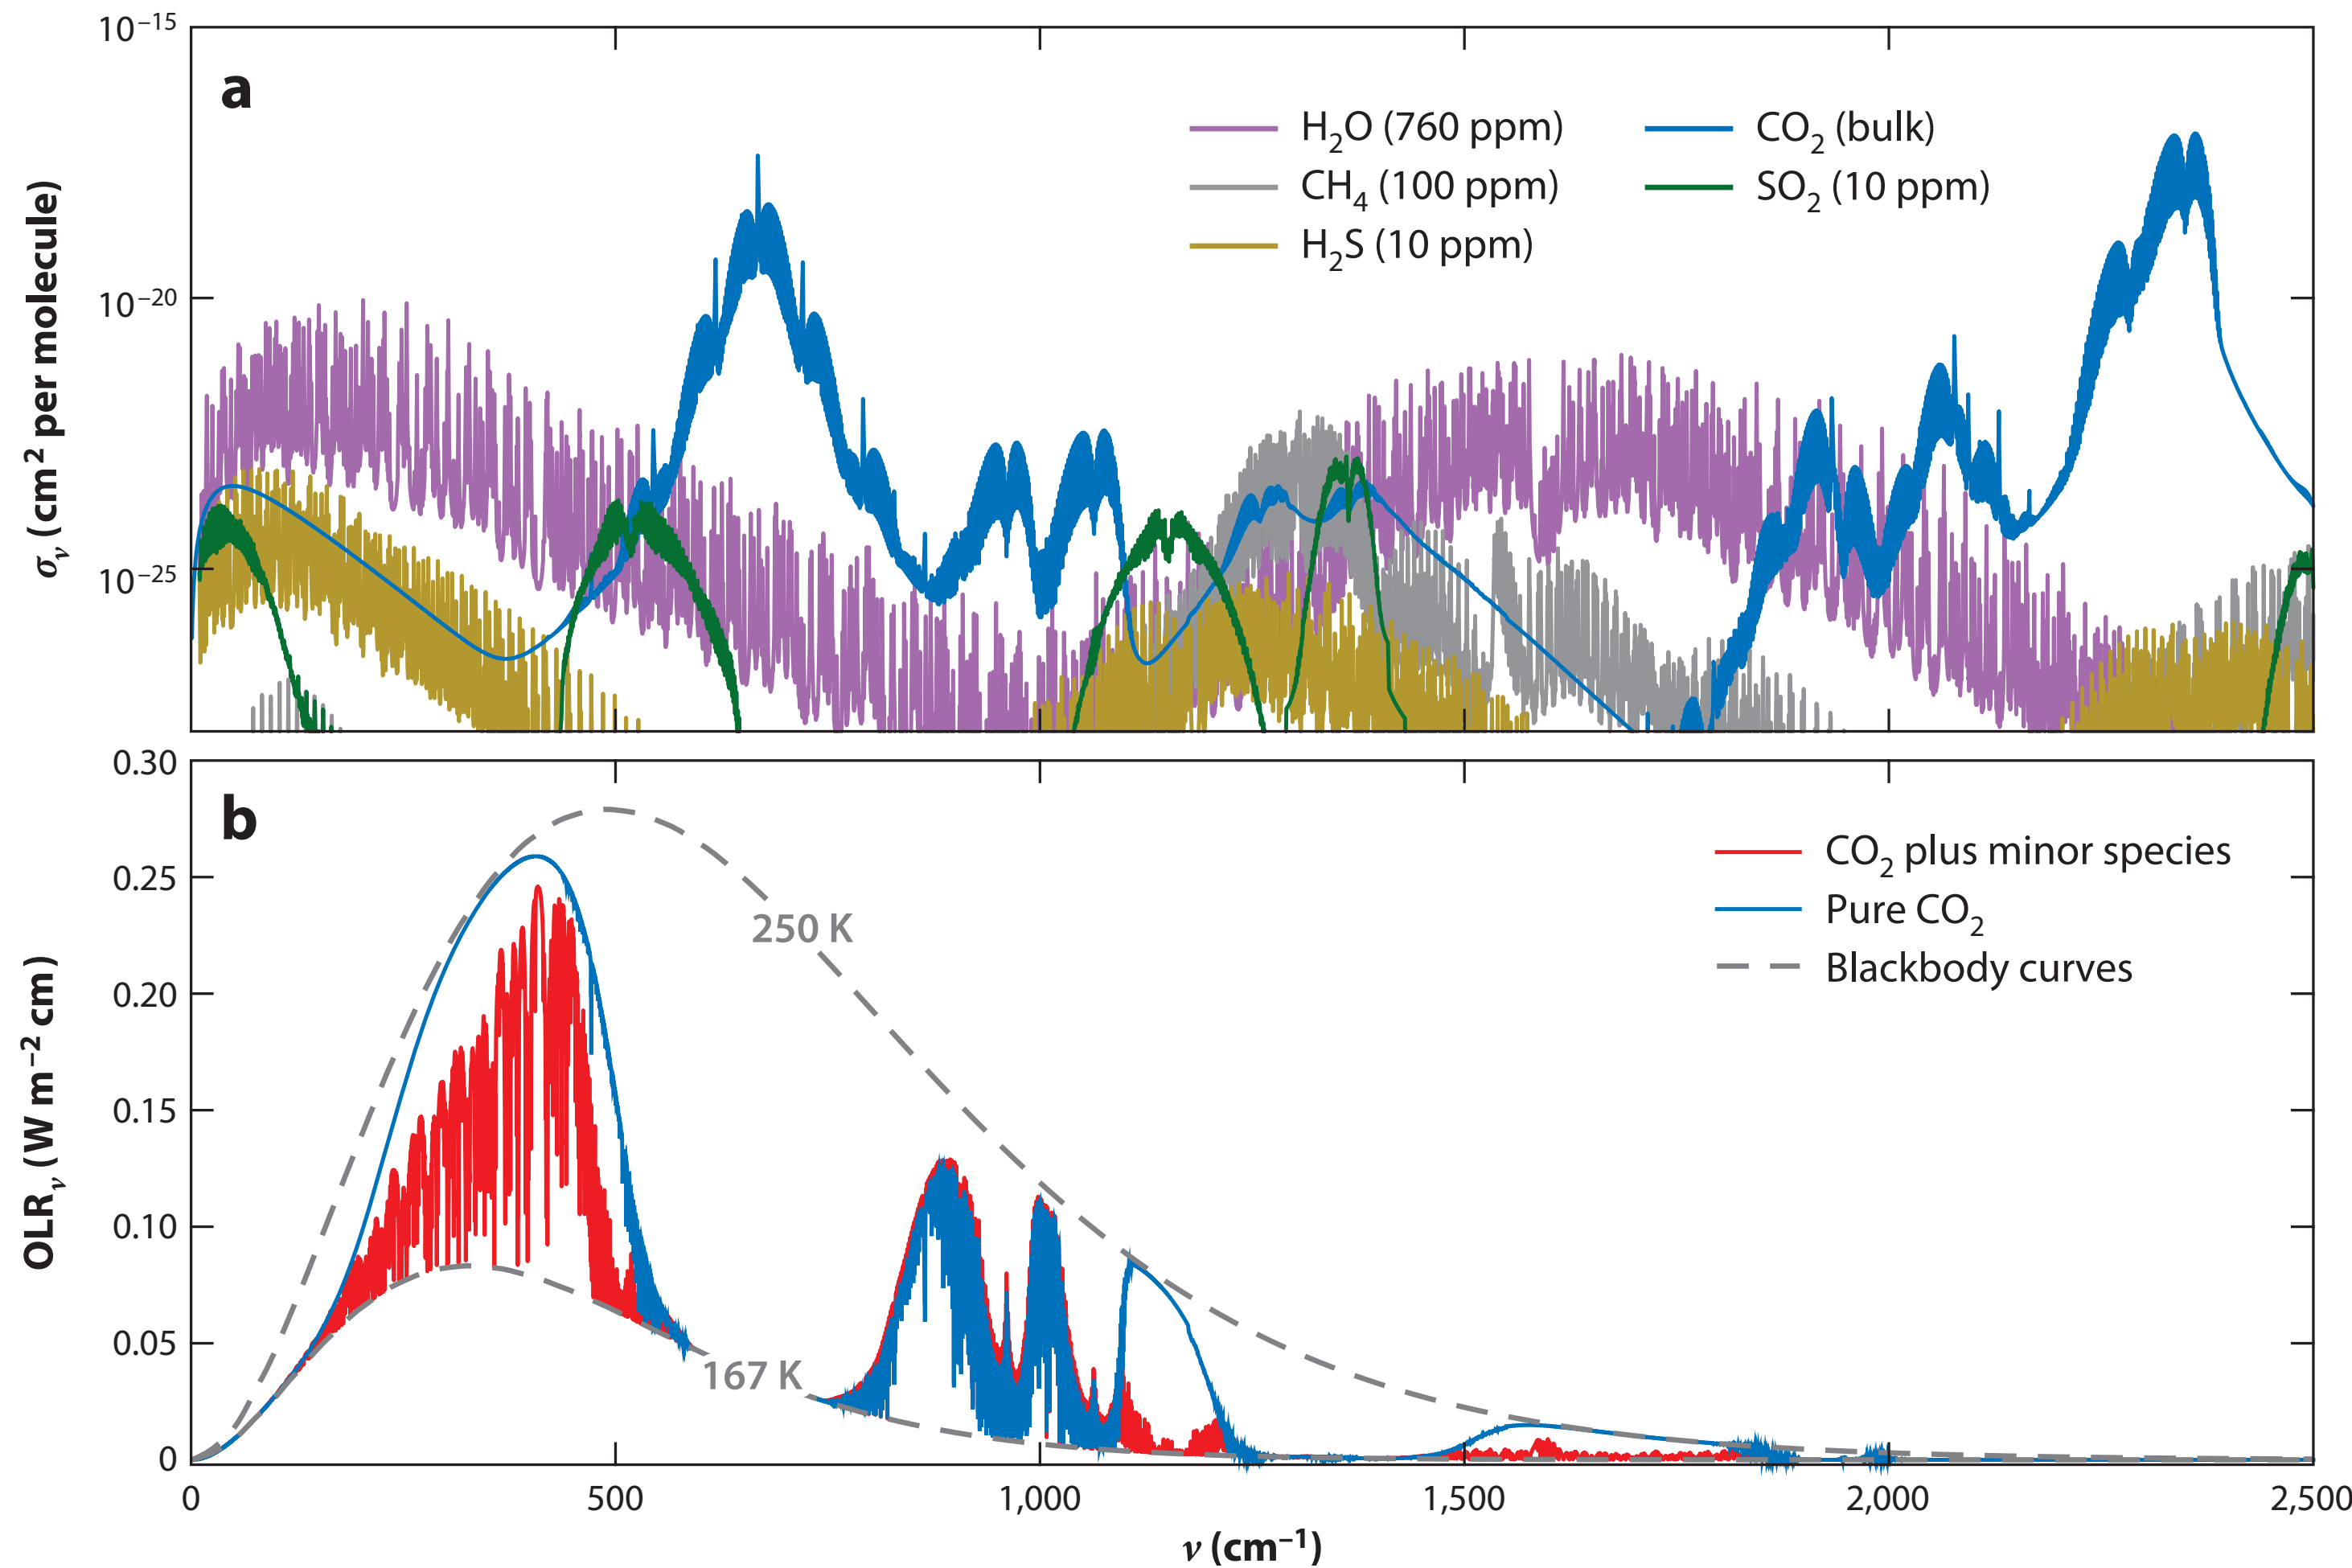 a
10⁻¹⁵
10⁻²⁰
10⁻²⁵
σᵥ (cm² per molecule)
H₂O (760 ppm)
CH₄ (100 ppm)
H₂S (10 ppm)
CO₂ (bulk)
SO₂ (10 ppm)
b
0.30
0.25
0.20
0.15
0.10
0.05
0
OLRᵥ (W m⁻² cm)
250 K
167 K
CO₂ plus minor species
Pure CO₂
Blackbody curves
0
500
1,000
1,500
2,000
2,500
ν (cm⁻¹)